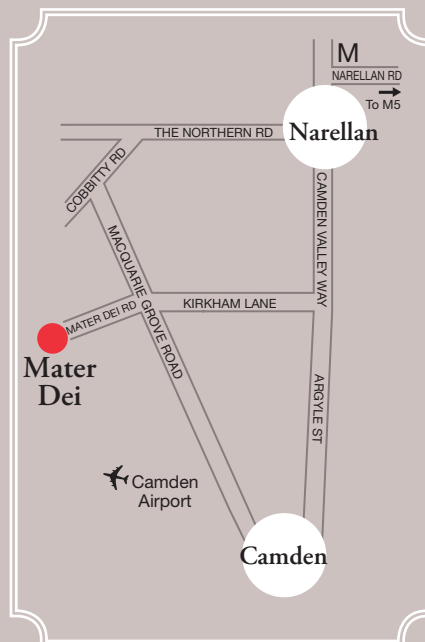 M
NARELLAN RD
To M5
THE NORTHERN RD
Narellan
COBBITTY RD
CAMDEN VALLEY WAY
MACQUARIE GROVE ROAD
KIRKHAM LANE
MATER DEI RD
Mater
Dei
ARGYLE ST
Camden
Airport
Camden